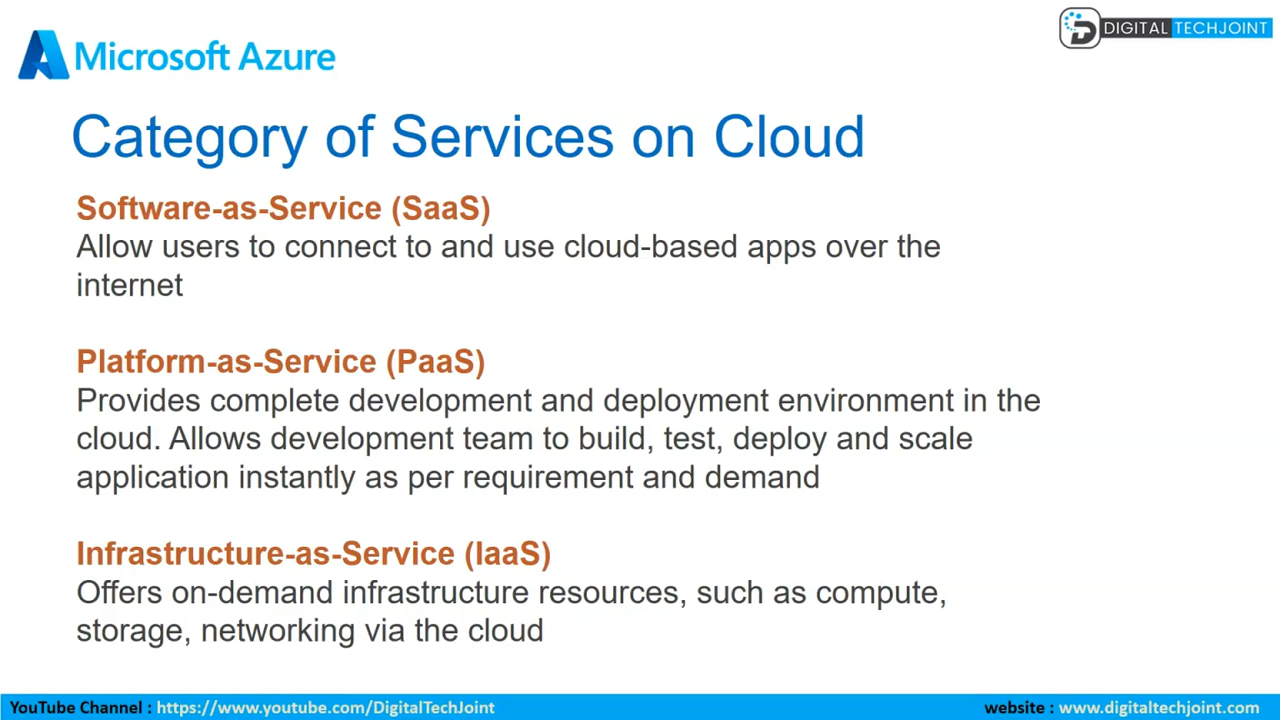 Microsoft Azure
DIGITAL TECHJOINT
Category of Services on Cloud
Software-as-Service (SaaS)
Allow users to connect to and use cloud-based apps over the
internet
Platform-as-Service (PaaS)
Provides complete development and deployment environment in the
cloud. Allows development team to build, test, deploy and scale
application instantly as per requirement and demand
Infrastructure-as-Service (IaaS)
Offers on-demand infrastructure resources, such as compute,
storage, networking via the cloud
YouTube Channel : https://www.youtube.com/DigitalTechJoint
website : www.digitaltechjoint.com